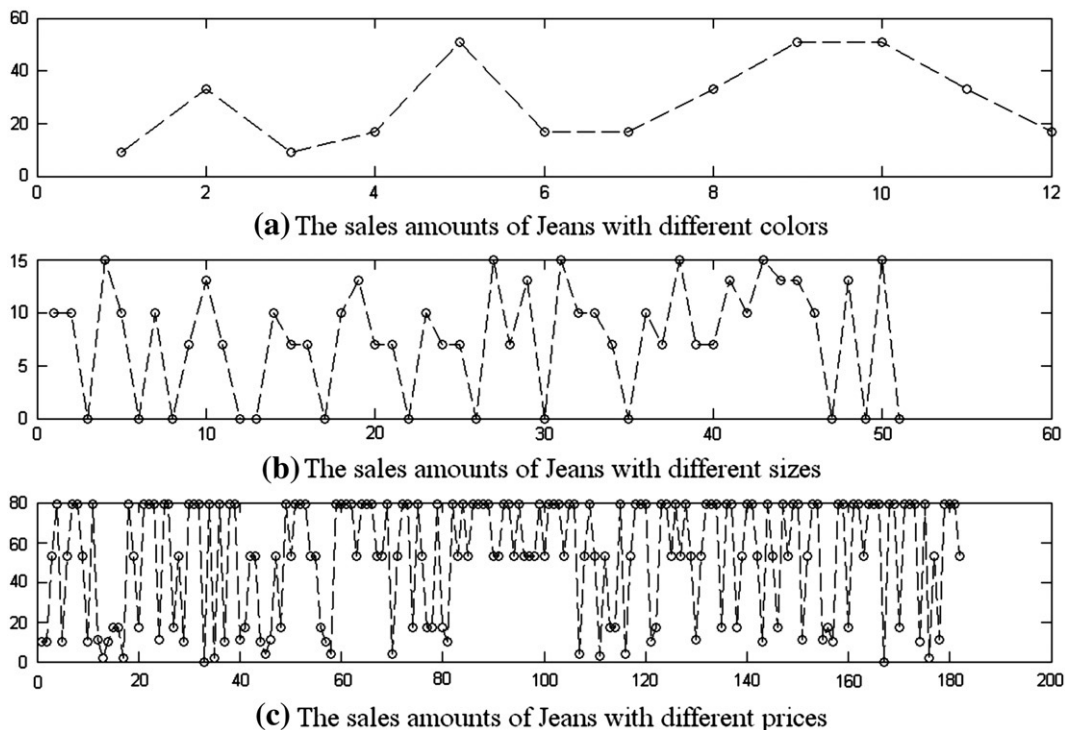 60
40
20
0
0 2 4 6 8 10 12
(a) The sales amounts of Jeans with different colors
15
10
5
0
0 10 20 30 40 50 60
(b) The sales amounts of Jeans with different sizes
80
60
40
20
0
0 20 40 60 80 100 120 140 160 180 200
(c) The sales amounts of Jeans with different prices